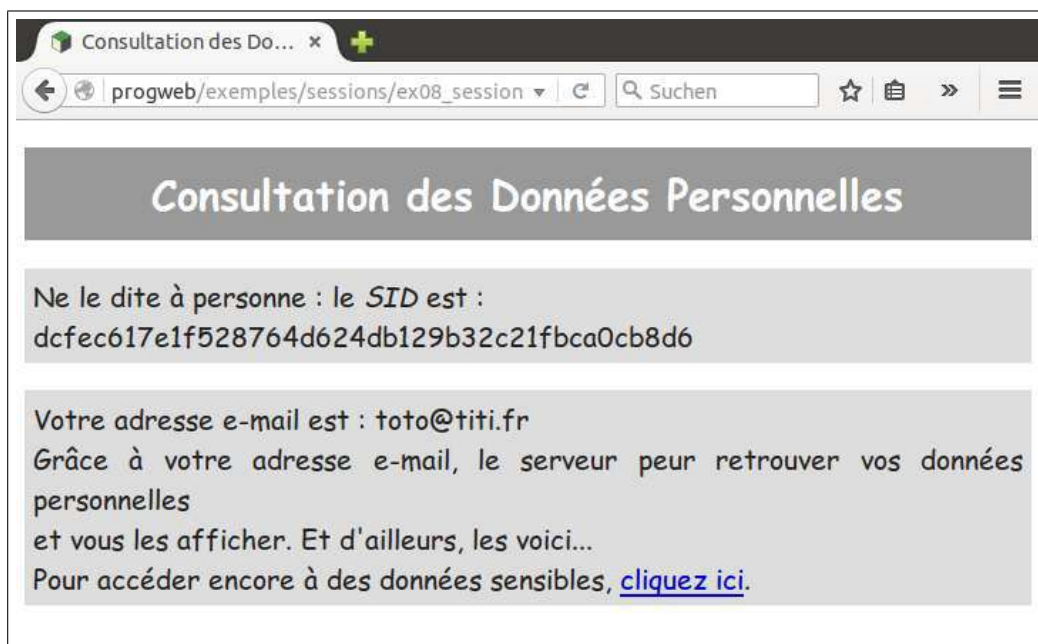 Consultation des Do... ×
progweb/exemples/sessions/ex08_session
Suchen
Consultation des Données Personnelles
Ne le dite à personne : le SID est :
dcfec617e1f528764d624db129b32c21fbca0cb8d6
Votre adresse e-mail est : toto@titi.fr
Grâce à votre adresse e-mail, le serveur peur retrouver vos données
personnelles
et vous les afficher. Et d'ailleurs, les voici...
Pour accéder encore à des données sensibles, cliquez ici.